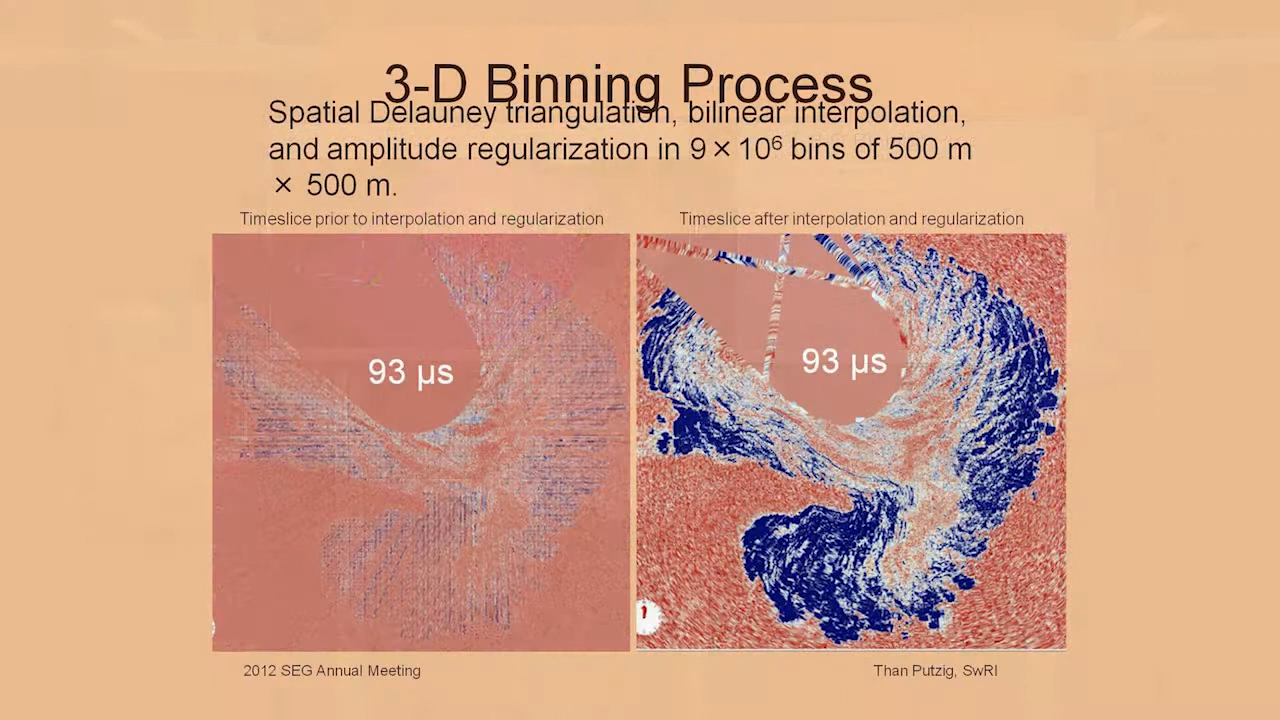 3-D Binning Process
Spatial Delauney triangulation, bilinear interpolation,
and amplitude regularization in 9 × 10⁶ bins of 500 m
× 500 m.
Timeslice prior to interpolation and regularization
Timeslice after interpolation and regularization
93 µs
93 µs
2012 SEG Annual Meeting
Than Putzig, SwRI